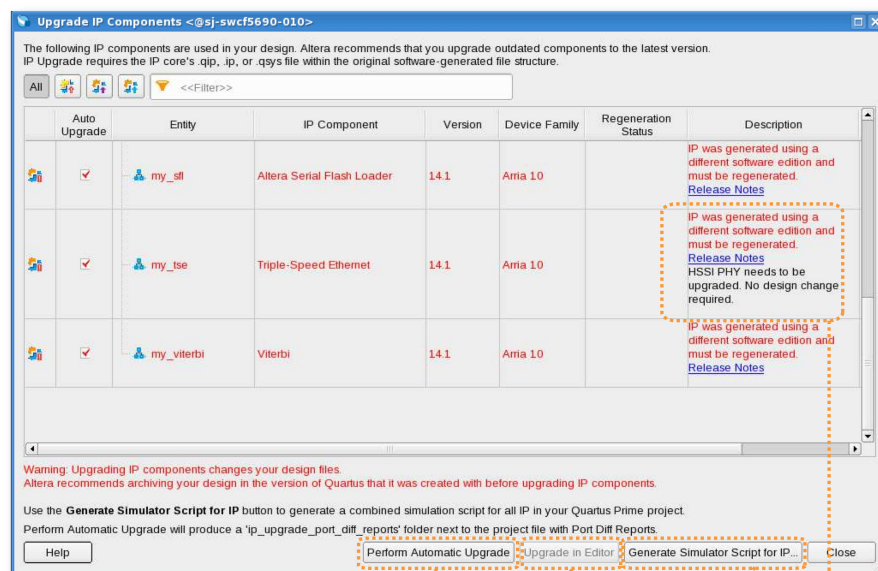 Upgrade IP Components <@sj-swcf5690-010>
The following IP components are used in your design. Altera recommends that you upgrade outdated components to the latest version.
IP Upgrade requires the IP core's .qip, .ip, or .qsys file within the original software-generated file structure.
All <<Filter>>
Auto Upgrade Entity IP Component Version Device Family Regeneration Status Description
my_sfl Altera Serial Flash Loader 14.1 Arria 10
IP was generated using a
different software edition and
must be regenerated.
Release Notes
my_tse Triple-Speed Ethernet 14.1 Arria 10
IP was generated using a
different software edition and
must be regenerated.
Release Notes
HSSI PHY needs to be
upgraded. No design change
required.
my_viterbi Viterbi 14.1 Arria 10
IP was generated using a
different software edition and
must be regenerated.
Release Notes
Warning: Upgrading IP components changes your design files.
Altera recommends archiving your design in the version of Quartus that it was created with before upgrading IP components.
Use the Generate Simulator Script for IP button to generate a combined simulation script for all IP in your Quartus Prime project.
Perform Automatic Upgrade will produce a 'ip_upgrade_port_diff_reports' folder next to the project file with Port Diff Reports.
Help Perform Automatic Upgrade Upgrade in Editor Generate Simulator Script for IP... Close